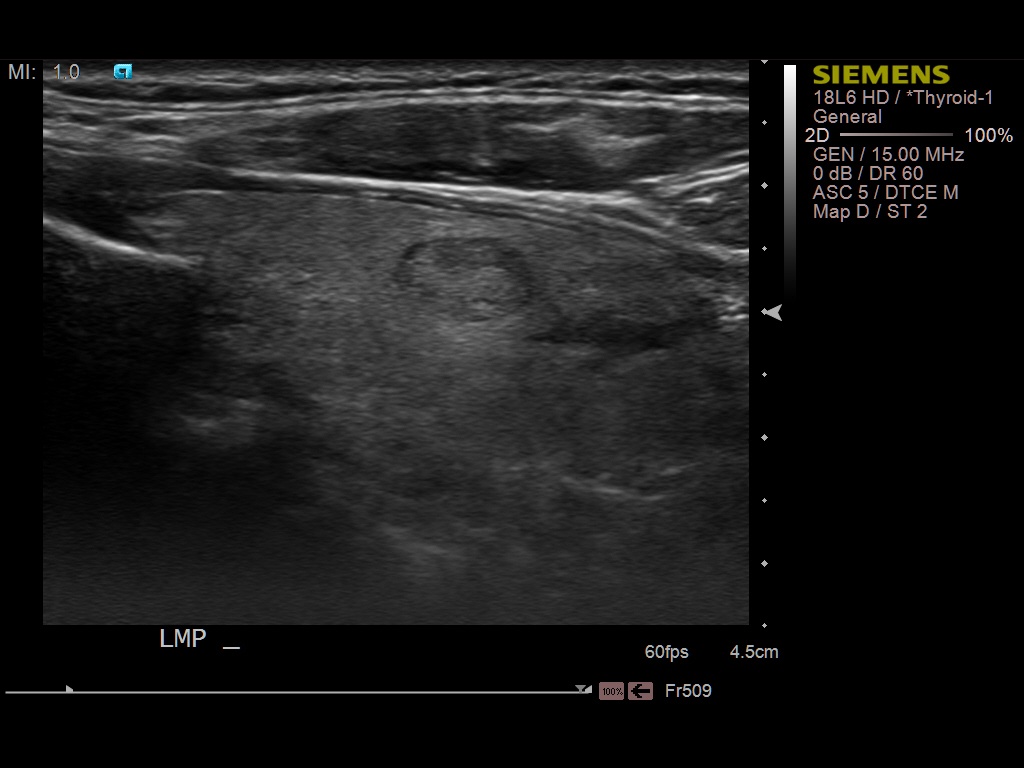 MI: 1.0
SIEMENS
18L6 HD / *Thyroid-1
General
2D 100%
GEN / 15.00 MHz
0 dB / DR 60
ASC 5 / DTCE M
Map D / ST 2
LMP _
60fps 4.5cm
100% Fr509